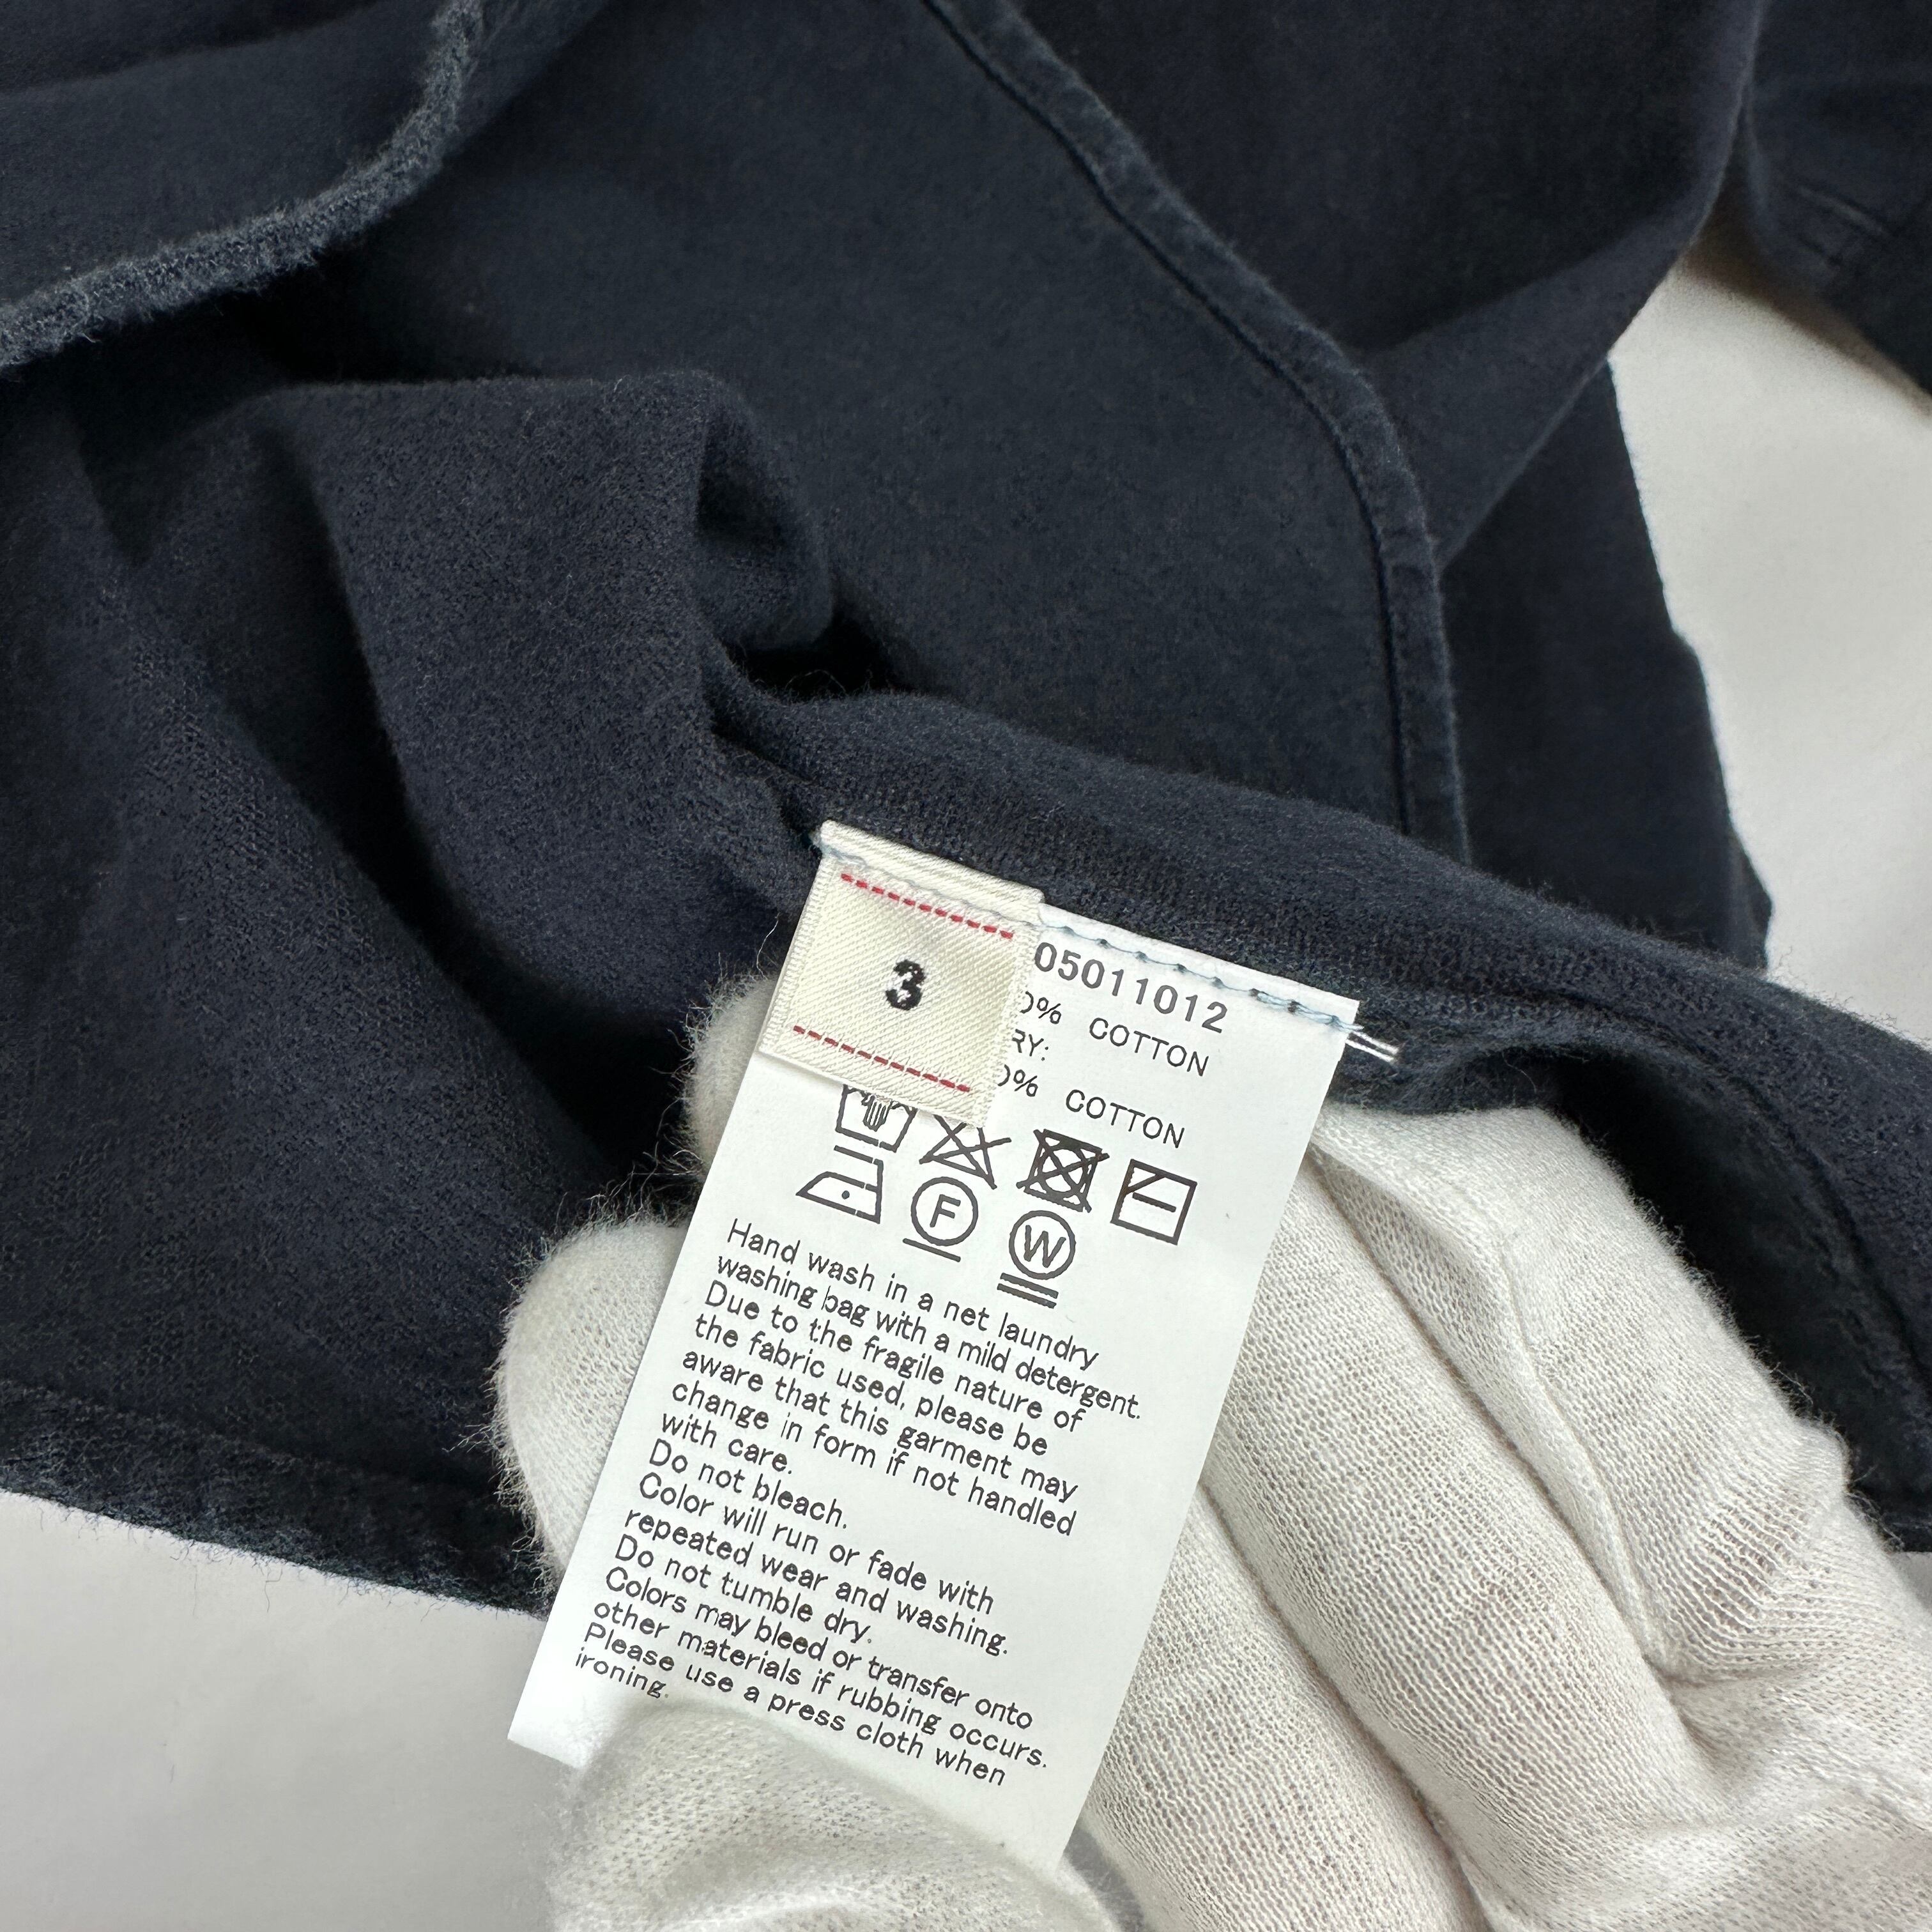 3
05011012
0% COTTON
RY:
0% COTTON
F
W
Hand wash in a net laundry
washing bag with a mild detergent.
Due to the fragile nature of
the fabric used, please be
aware that this garment may
change in form if not handled
with care.
Do not bleach.
Color will run or fade with
repeated wear and washing.
Do not tumble dry.
Colors may bleed or transfer onto
other materials if rubbing occurs.
Please use a press cloth when
ironing.